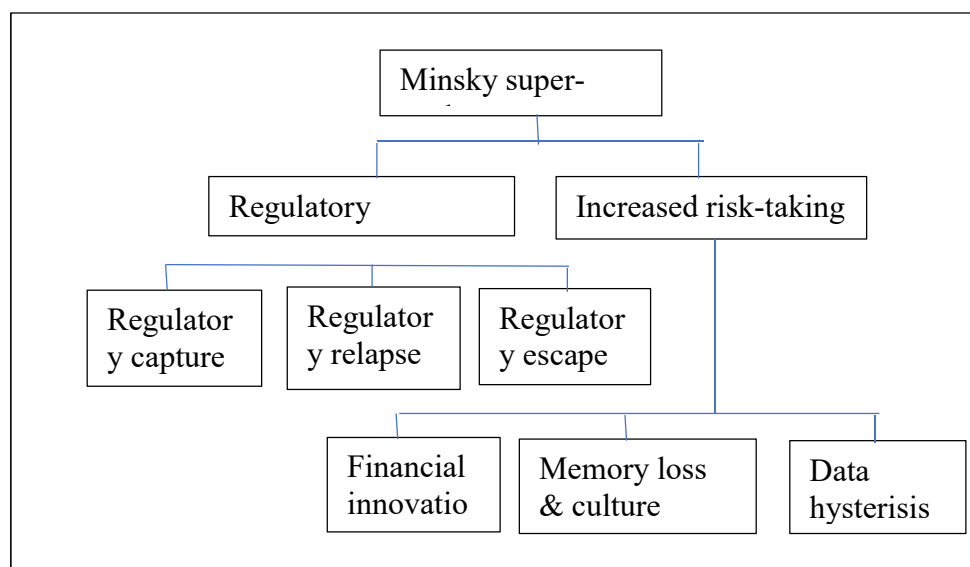 Minsky super-
Regulatory
Increased risk-taking
Regulator
y capture
Regulator
y relapse
Regulator
y escape
Financial
innovatio
Memory loss
& culture
Data
hysterisis